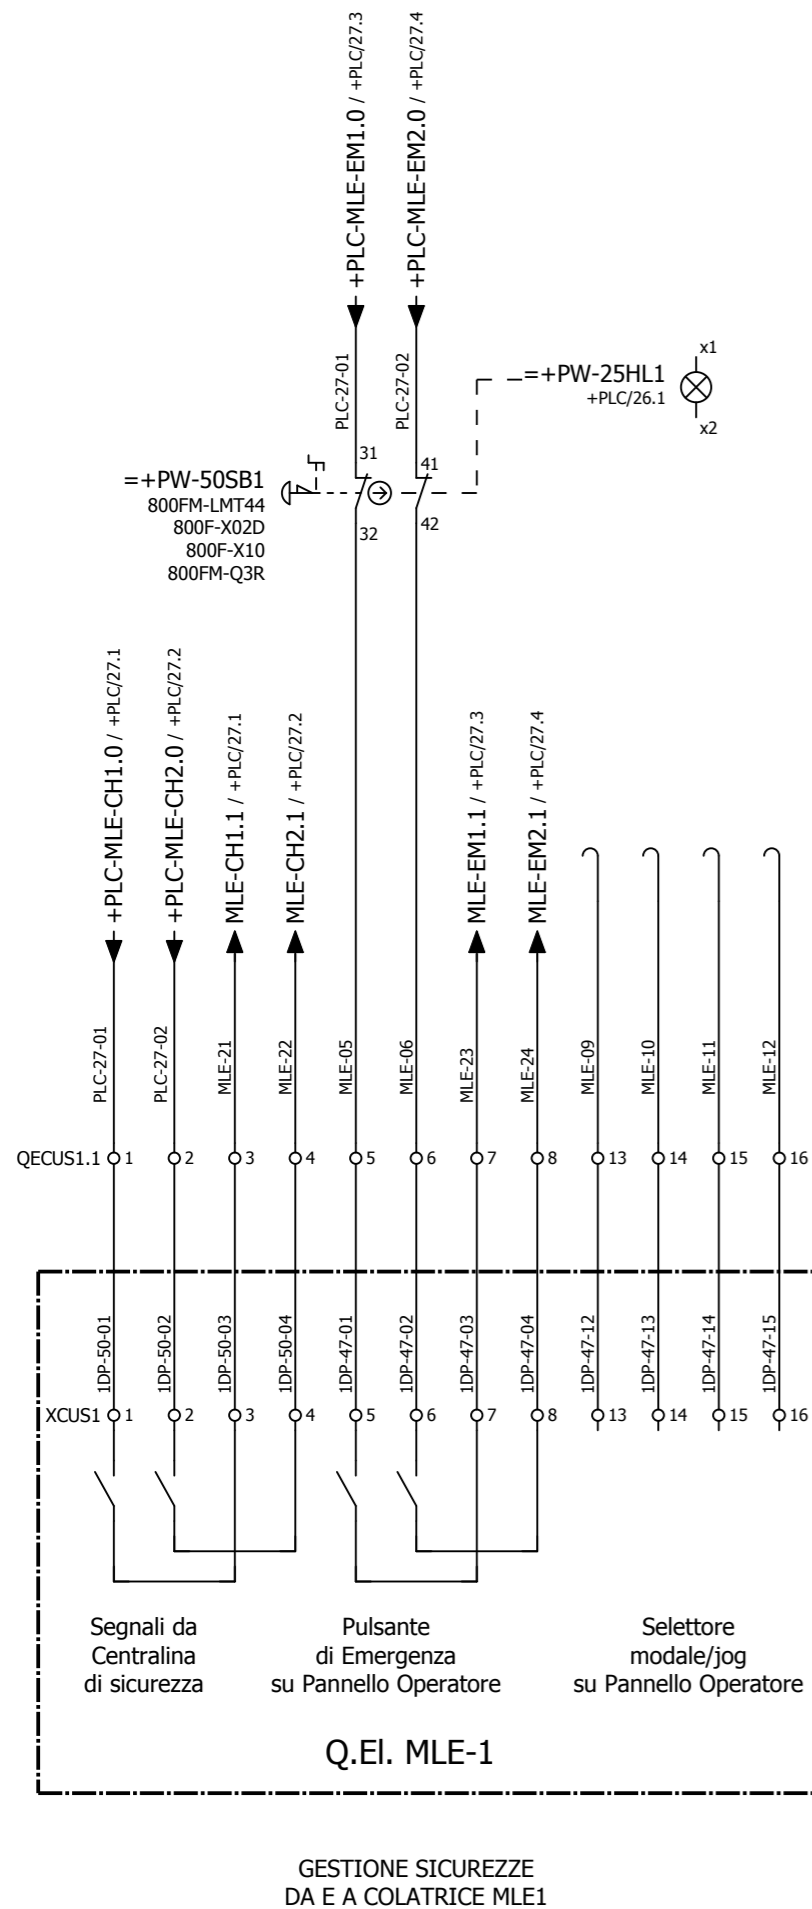 +PLC-MLE-EM1.0 / +PLC/27.3
+PLC-MLE-EM2.0 / +PLC/27.4
PLC-27-01
PLC-27-02
=+PW-25HL1
+PLC/26.1
x1
x2
=+PW-50SB1
800FM-LMT44
800F-X02D
800F-X10
800FM-Q3R
31
32
41
42
+PLC-MLE-CH1.0 / +PLC/27.1
+PLC-MLE-CH2.0 / +PLC/27.2
MLE-CH1.1 / +PLC/27.1
MLE-CH2.1 / +PLC/27.2
MLE-EM1.1 / +PLC/27.3
MLE-EM2.1 / +PLC/27.4
PLC-27-01
PLC-27-02
MLE-21
MLE-22
MLE-05
MLE-06
MLE-23
MLE-24
MLE-09
MLE-10
MLE-11
MLE-12
QECUS1.1 1 2 3 4 5 6 7 8 13 14 15 16
1DP-50-01
1DP-50-02
1DP-50-03
1DP-50-04
1DP-47-01
1DP-47-02
1DP-47-03
1DP-47-04
1DP-47-12
1DP-47-13
1DP-47-14
1DP-47-15
XCUS1 1 2 3 4 5 6 7 8 13 14 15 16
Segnali da
Centralina
di sicurezza
Pulsante
di Emergenza
su Pannello Operatore
Selettore
modale/jog
su Pannello Operatore
Q.El. MLE-1
GESTIONE SICUREZZE
DA E A COLATRICE MLE1